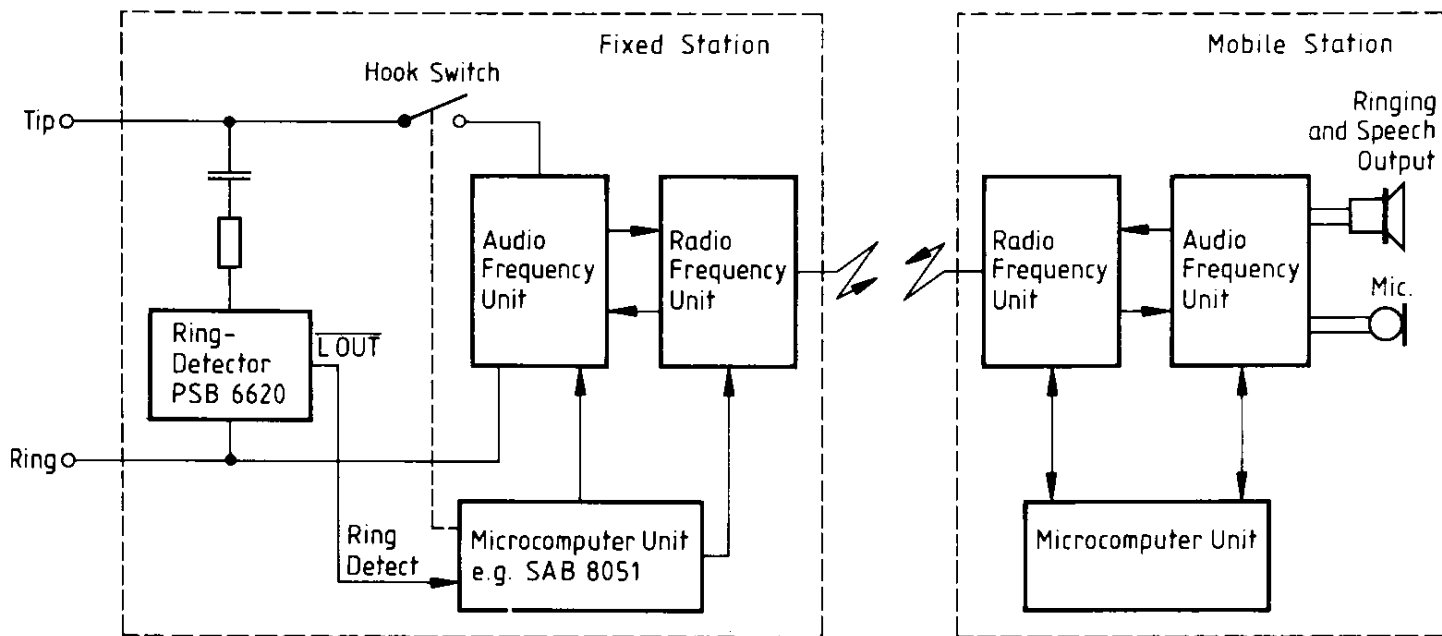 Fixed Station
Mobile Station
Hook Switch
Tip
Ringing
and Speech
Output
Audio
Frequency
Unit
Radio
Frequency
Unit
Radio
Frequency
Unit
Audio
Frequency
Unit
Mic.
Ring-
Detector
PSB 6620
L OUT
Ring
Ring
Detect
Microcomputer Unit
e.g. SAB 8051
Microcomputer Unit